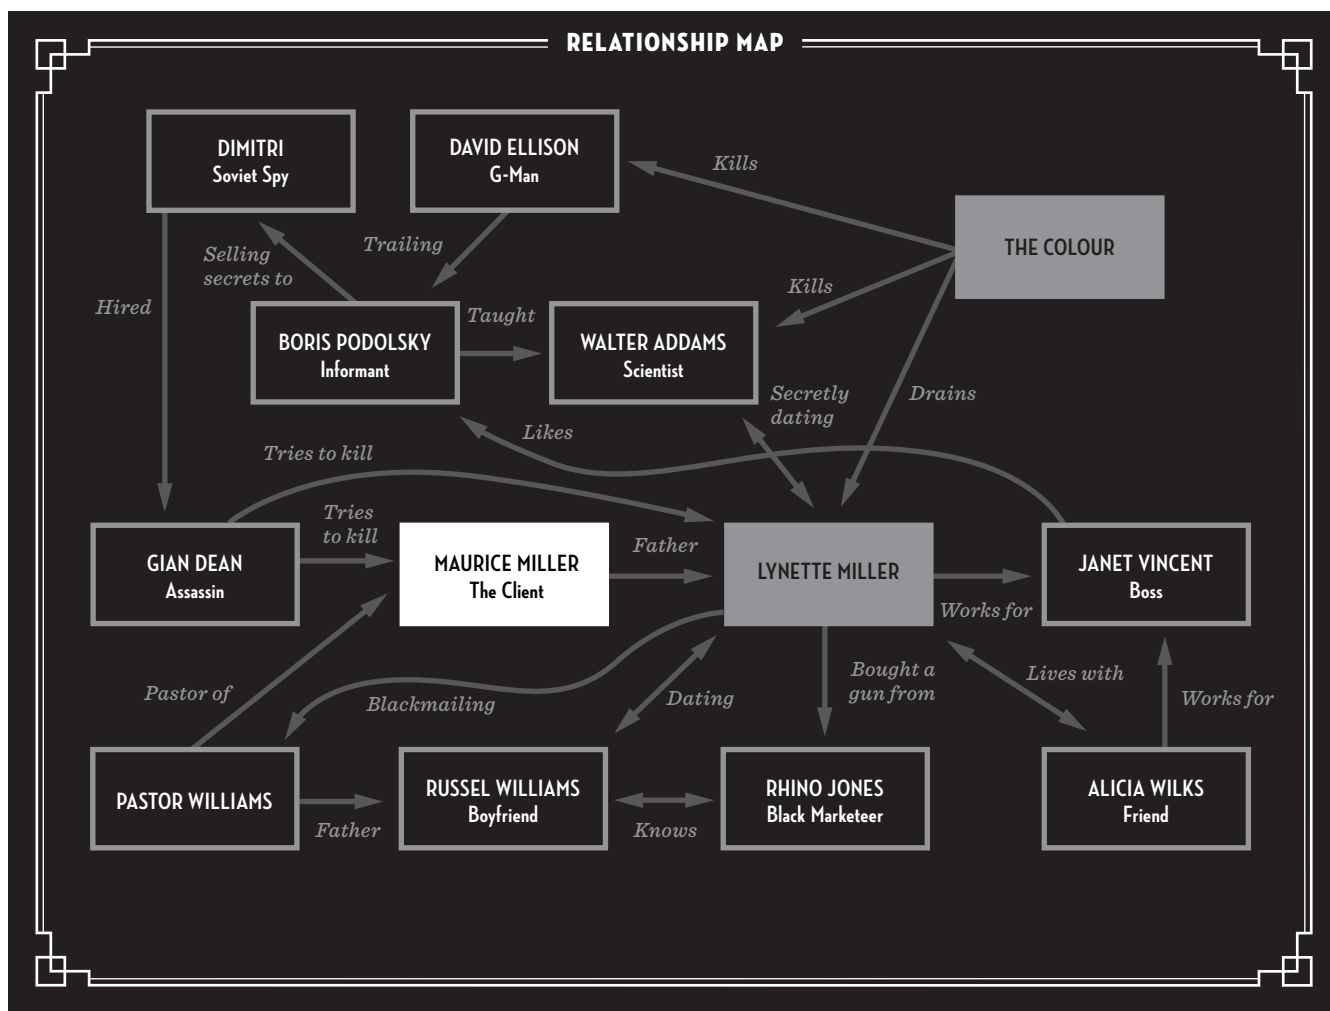 RELATIONSHIP MAP
DIMITRI
Soviet Spy
DAVID ELLISON
G-Man
Kills
THE COLOUR
Trailing
Selling
secrets to
Hired
Kills
Taught
BORIS PODOLSKY
Informant
WALTER ADDAMS
Scientist
Secretly
dating
Drains
Likes
Tries to kill
Tries
to kill
Father
GIAN DEAN
Assassin
MAURICE MILLER
The Client
LYNETTE MILLER
JANET VINCENT
Boss
Works for
Pastor of
Blackmailing
Dating
Bought a
gun from
Lives with
Works for
PASTOR WILLIAMS
RUSSEL WILLIAMS
Boyfriend
RHINO JONES
Black Marketeer
ALICIA WILKS
Friend
Father
Knows